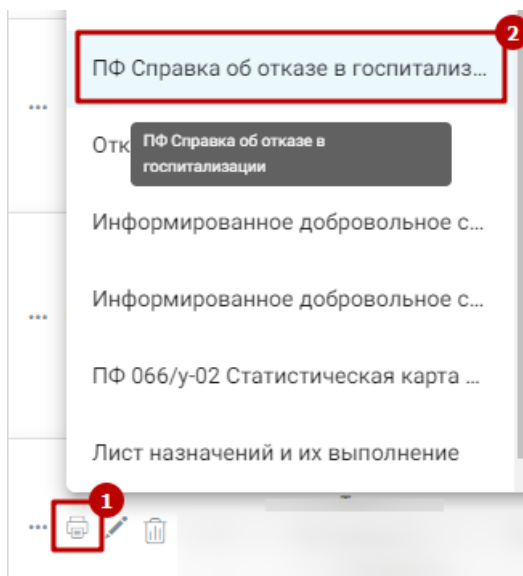 2
ПФ Справка об отказе в госпитализ...
...
Отк
ПФ Справка об отказе в
госпитализации
Информированное добровольное с...
Информированное добровольное с...
...
ПФ 066/у-02 Статистическая карта ...
Лист назначений и их выполнение
1
...